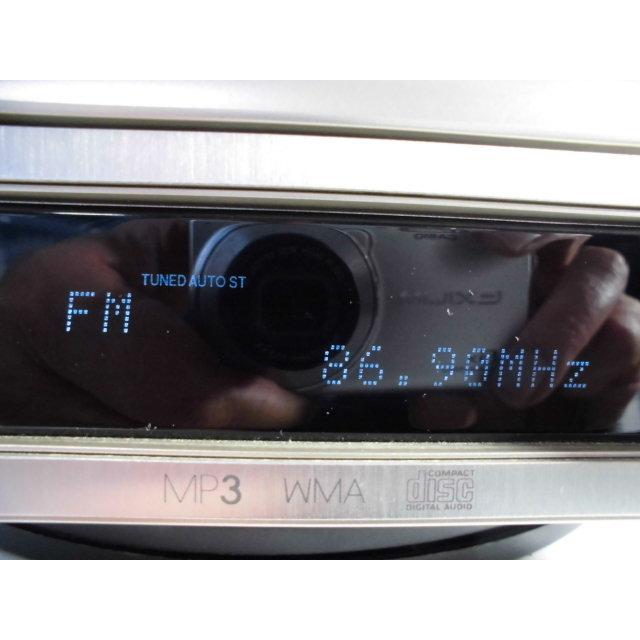 TUNED AUTO ST
FM
86.90MHz
MP3 WMA COMPACT disc DIGITAL AUDIO